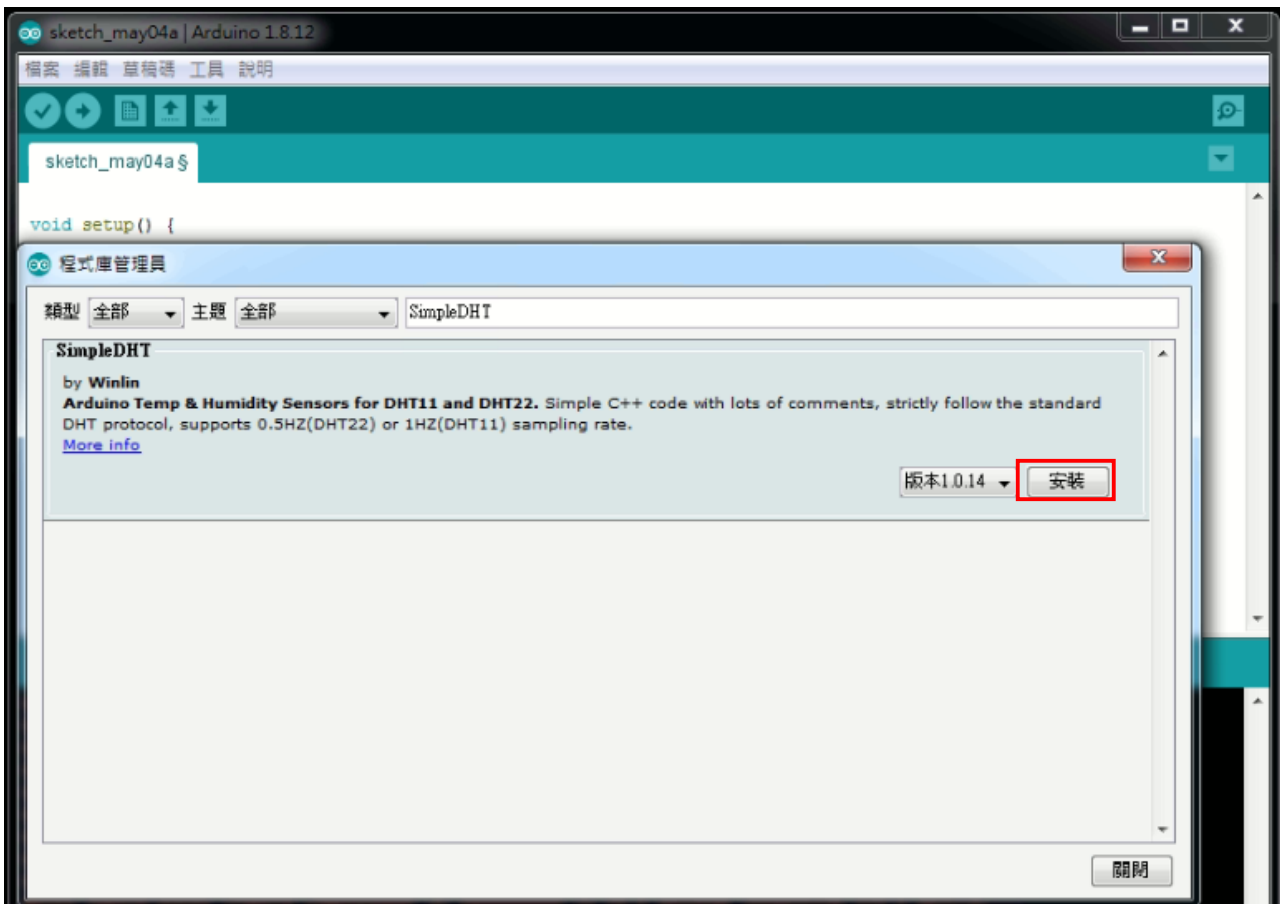 sketch_may04a | Arduino 1.8.12
檔案 編輯 草稿碼 工具 說明
sketch_may04a §
void setup() {
程式庫管理員
類型 全部 主題 全部 SimpleDHT
SimpleDHT
by Winlin
Arduino Temp & Humidity Sensors for DHT11 and DHT22. Simple C++ code with lots of comments, strictly follow the standard
DHT protocol, supports 0.5HZ(DHT22) or 1HZ(DHT11) sampling rate.
More info
版本1.0.14 安裝
關閉